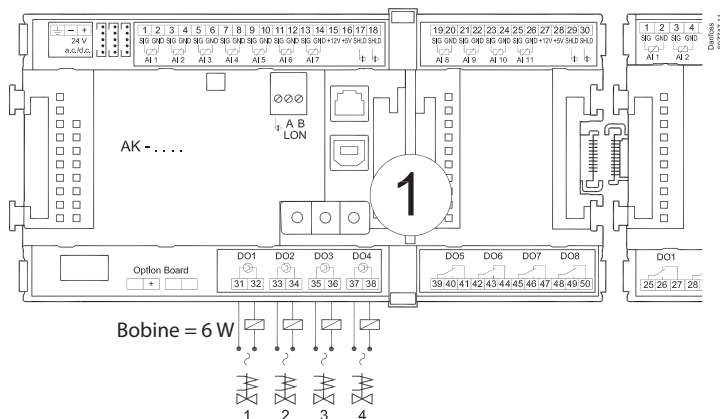 − +
24 V
a.c./d.c.
1 2 3 4 5 6 7 8 9 10 11 12 13 14 15 16 17 18
SIG GND SIG GND SIG GND SIG GND SIG GND SIG GND SIG GND +12V +5V SHLD SHLD
AI 1 AI 2 AI 3 AI 4 AI 5 AI 6 AI 7
19 20 21 22 23 24 25 26 27 28 29 30
SIG GND SIG GND SIG GND SIG GND +12V +5V SHLD SHLD
AI 8 AI 9 AI 10 AI 11
1 2 3 4
SIG GND SIG GND
AI 1 AI 2
Danfoss
A B
LON
AK - . . . .
1
Option Board
+
DO1 DO2 DO3 DO4
31 32 33 34 35 36 37 38
DO5 DO6 DO7 DO8
39 40 41 42 43 44 45 46 47 48 49 50
DO1
25 26 27 28
Bobine = 6 W
1 2 3 4